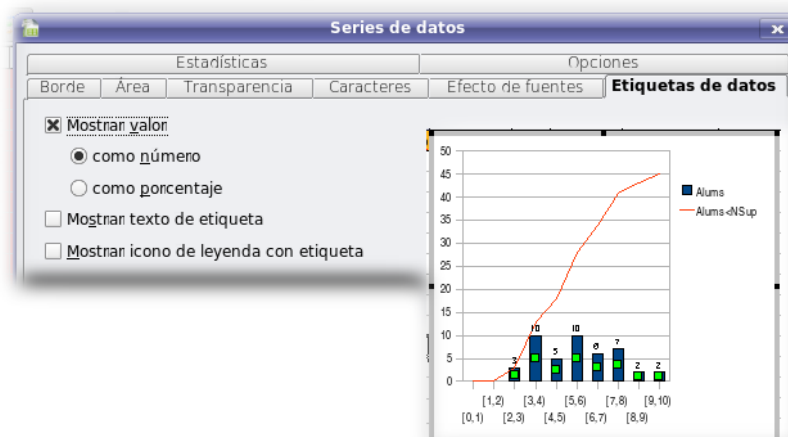 Series de datos
Estadísticas Opciones
Borde Área Transparencia Caracteres Efecto de fuentes Etiquetas de datos
Mostrar valor
como número
como porcentaje
Mostrar texto de etiqueta
Mostrar icono de leyenda con etiqueta
50
45
40
35
30
25
20
15
10
5
0
Alums
Alums<NSup
3 10 5 10 6 7 2 2
[1,2) [3,4) [5,6) [7,8) [9,10)
[0,1) [2,3) [4,5) [6,7) [8,9)